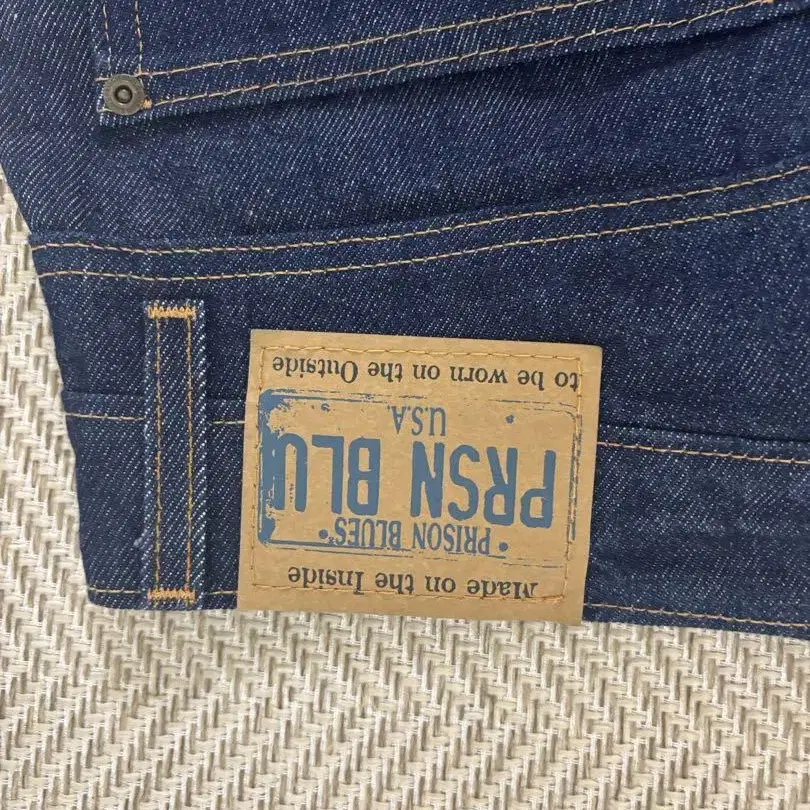 Made on the Inside
• PRISON BLUES® •
PRSN BLU
U.S.A.
to be worn on the Outside